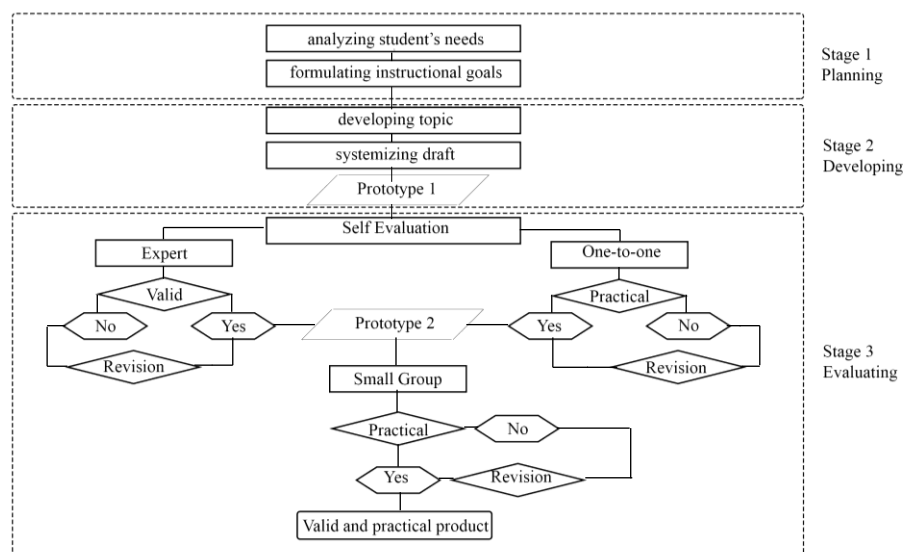 analyzing student's needs
formulating instructional goals
Stage 1
Planning
developing topic
systemizing draft
Prototype 1
Stage 2
Developing
Self Evaluation
Expert
One-to-one
Valid
Practical
No
Yes
Prototype 2
Yes
No
Revision
Revision
Stage 3
Evaluating
Small Group
Practical
No
Yes
Revision
Valid and practical product